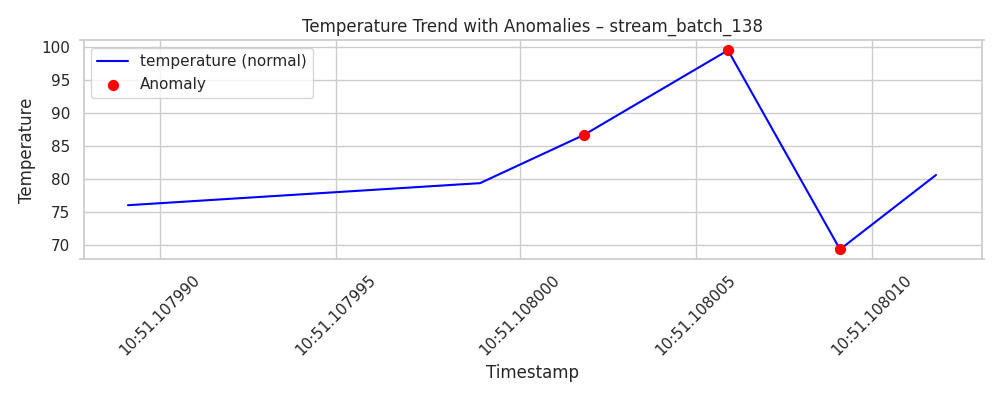 Temperature Trend with Anomalies – stream_batch_138
temperature (normal)
Anomaly
Temperature
100
95
90
85
80
75
70
10:51.107990
10:51.107995
10:51.108000
10:51.108005
10:51.108010
Timestamp